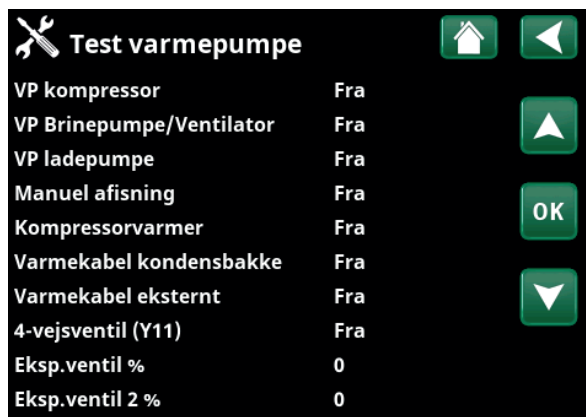 Test varmepumpe
VP kompressor Fra
VP Brinepumpe/Ventilator Fra
VP ladepumpe Fra
Manuel afisning Fra
OK
Kompressorvarmer Fra
Varmekabel kondensbakke Fra
Varmekabel eksternt Fra
4-vejsventil (Y11) Fra
Eksp.ventil % 0
Eksp.ventil 2 % 0